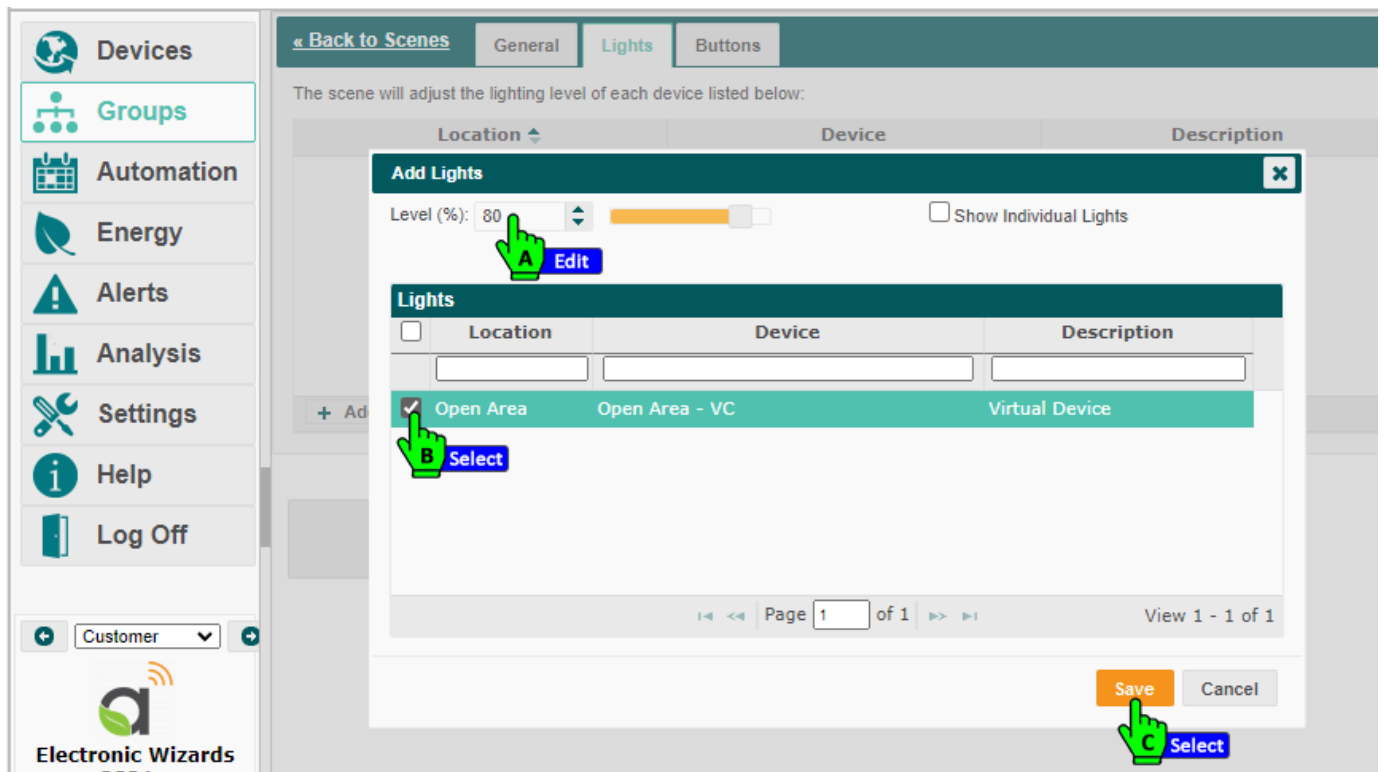 Devices
Groups
Automation
Energy
Alerts
Analysis
Settings
Help
Log Off
Customer
a
Electronic Wizards
« Back to Scenes
General
Lights
Buttons
The scene will adjust the lighting level of each device listed below:
Location Device Description
+ Ad
Add Lights
Level (%): 80
Show Individual Lights
A Edit
Lights
Location Device Description
Open Area Open Area - VC Virtual Device
B Select
Page 1 of 1
View 1 - 1 of 1
Save Cancel
C Select